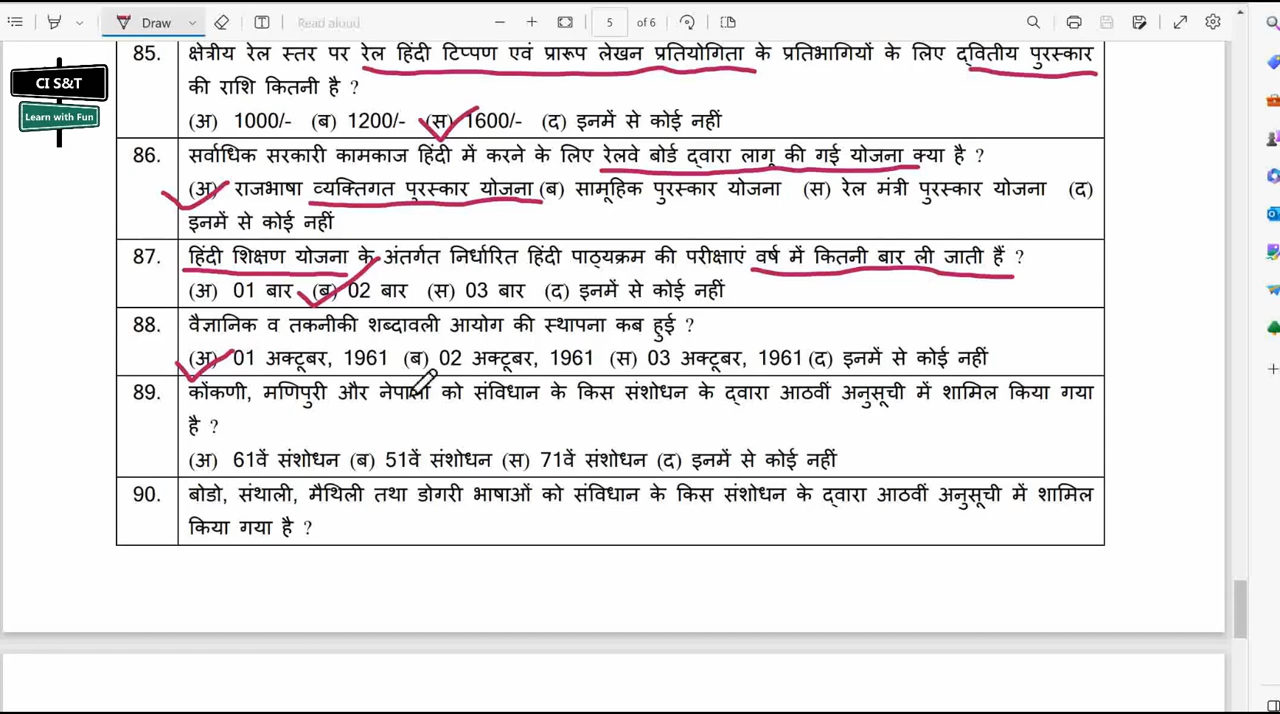 Draw
Read aloud
5 of 6
CI S&T
Learn with Fun
85. क्षेत्रीय रेल स्तर पर रेल हिंदी टिप्पण एवं प्रारूप लेखन प्रतियोगिता के प्रतिभागियों के लिए द्वितीय पुरस्कार
की राशि कितनी है ?
(अ) 1000/- (ब) 1200/- (स) 1600/- (द) इनमें से कोई नहीं
86. सर्वाधिक सरकारी कामकाज हिंदी में करने के लिए रेलवे बोर्ड द्वारा लागू की गई योजना क्या है ?
(अ) राजभाषा व्यक्तिगत पुरस्कार योजना (ब) सामूहिक पुरस्कार योजना (स) रेल मंत्री पुरस्कार योजना (द)
इनमें से कोई नहीं
87. हिंदी शिक्षण योजना के अंतर्गत निर्धारित हिंदी पाठ्यक्रम की परीक्षाएं वर्ष में कितनी बार ली जाती हैं ?
(अ) 01 बार (ब) 02 बार (स) 03 बार (द) इनमें से कोई नहीं
88. वैज्ञानिक व तकनीकी शब्दावली आयोग की स्थापना कब हुई ?
(अ) 01 अक्टूबर, 1961 (ब) 02 अक्टूबर, 1961 (स) 03 अक्टूबर, 1961 (द) इनमें से कोई नहीं
89. कोंकणी, मणिपुरी और नेपाली को संविधान के किस संशोधन के द्वारा आठवीं अनुसूची में शामिल किया गया
है ?
(अ) 61वें संशोधन (ब) 51वें संशोधन (स) 71वें संशोधन (द) इनमें से कोई नहीं
90. बोडो, संथाली, मैथिली तथा डोगरी भाषाओं को संविधान के किस संशोधन के द्वारा आठवीं अनुसूची में शामिल
किया गया है ?